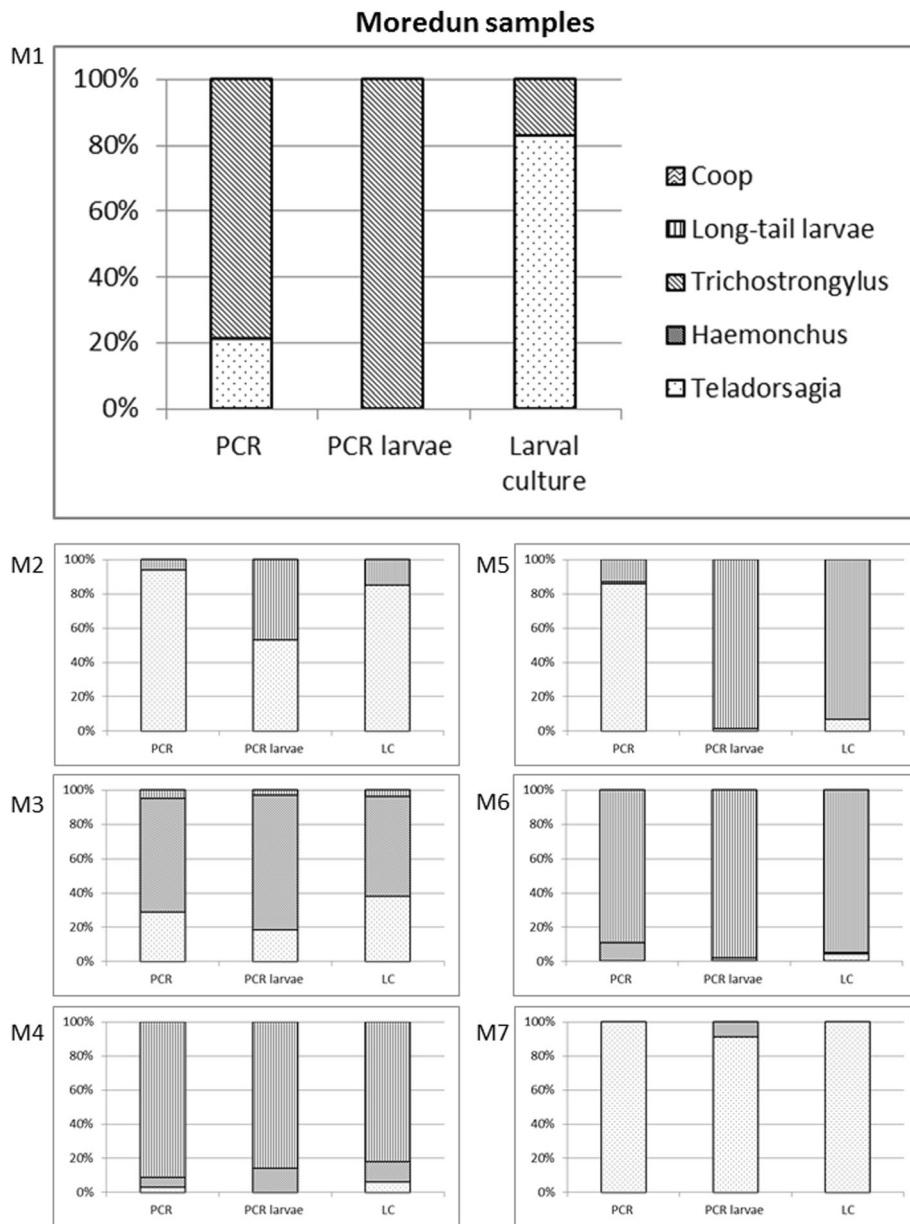 Moredun samples
M1
100%
80%
60%
40%
20%
0%
PCR
PCR larvae
Larval
culture
Coop
Long-tail larvae
Trichostrongylus
Haemonchus
Teladorsagia
M2
100%
80%
60%
40%
20%
0%
PCR
PCR larvae
LC
M5
100%
80%
60%
40%
20%
0%
PCR
PCR larvae
LC
M3
100%
80%
60%
40%
20%
0%
PCR
PCR larvae
LC
M6
100%
80%
60%
40%
20%
0%
PCR
PCR larvae
LC
M4
100%
80%
60%
40%
20%
0%
PCR
PCR larvae
LC
M7
100%
80%
60%
40%
20%
0%
PCR
PCR larvae
LC